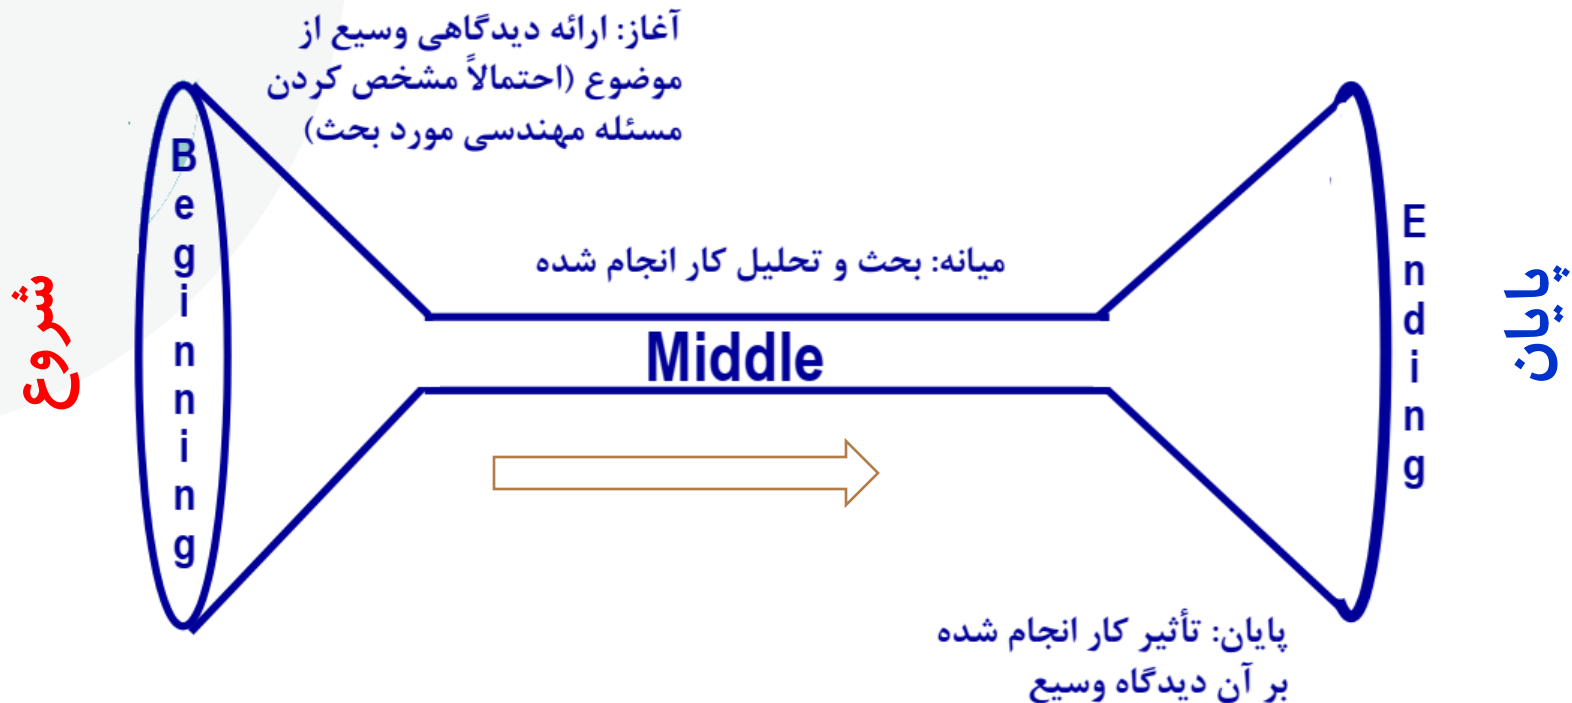 آغاز: ارائه دیدگاهی وسیع از
موضوع (احتمالاً مشخص کردن
مسئله مهندسی مورد بحث)
شروع
Beginning
میانه: بحث و تحلیل کار انجام شده
Middle
Ending
پایان
پایان: تأثیر کار انجام شده
بر آن دیدگاه وسیع